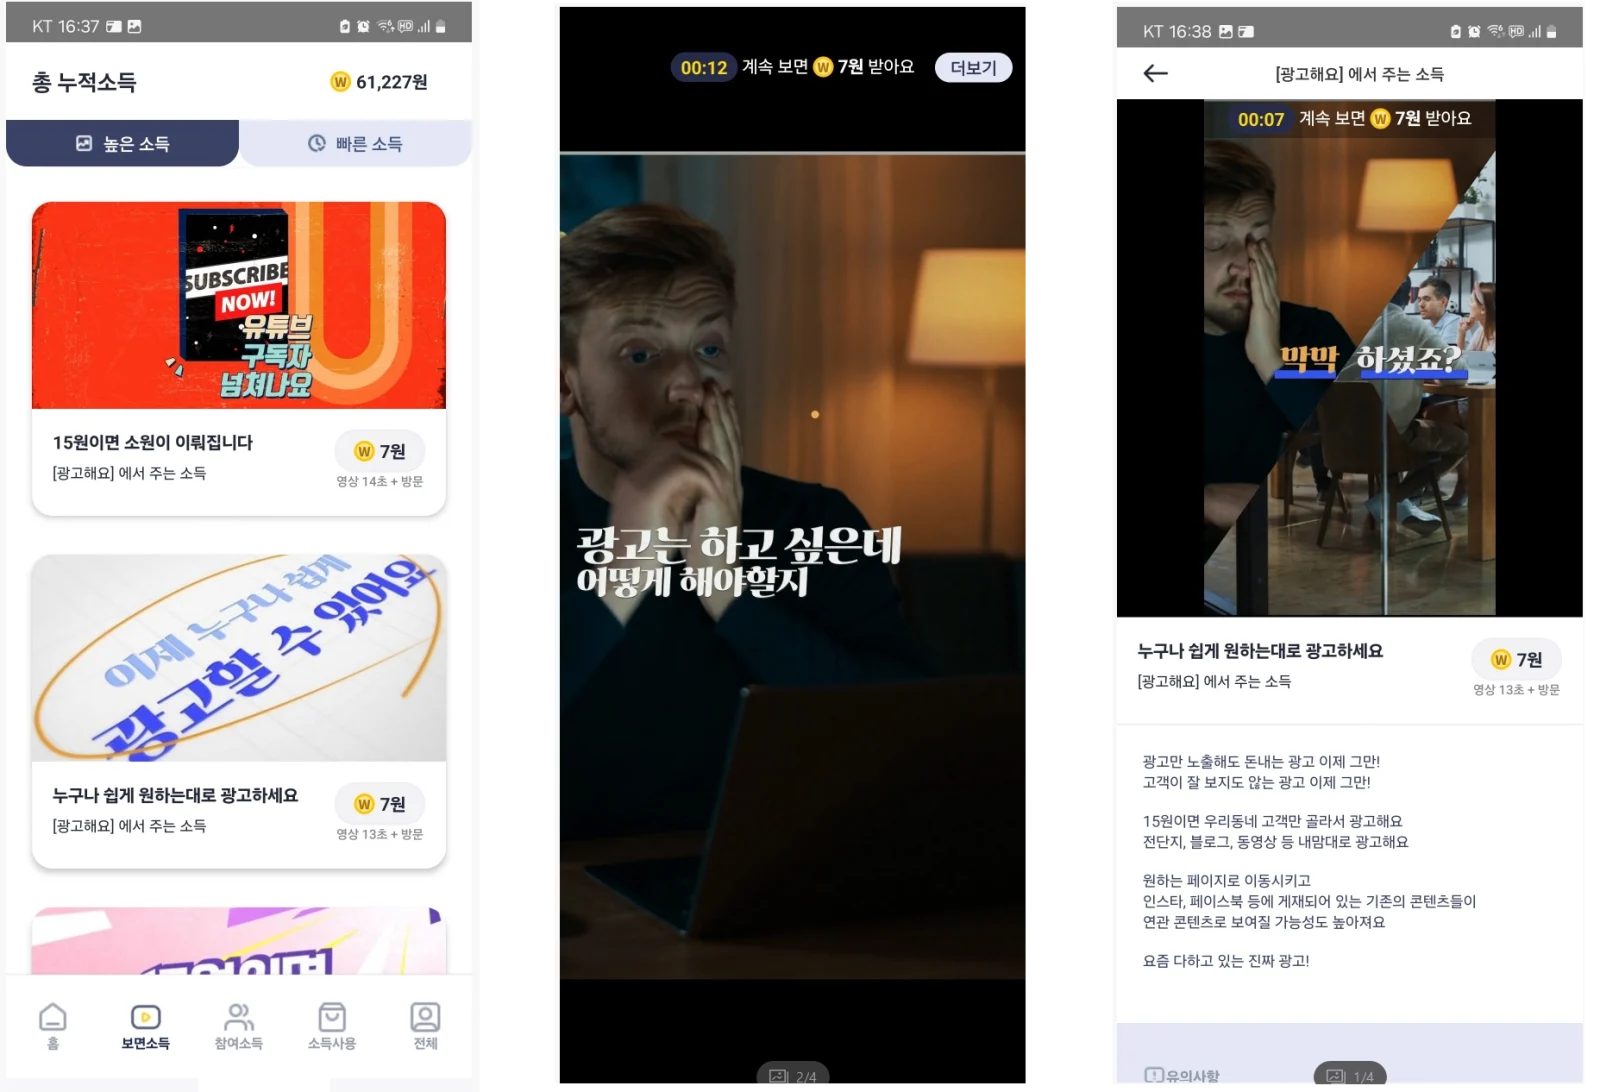 KT 16:37
총 누적소득
W 61,227원
높은 소득
빠른 소득
SUBSCRIBE
NOW!
유튜브
구독자
넘쳐나요
15원이면 소원이 이뤄집니다
W 7원
[광고해요] 에서 주는 소득
영상 14초 + 방문
이제 누구나 쉽게
광고할 수 있어요
누구나 쉽게 원하는대로 광고하세요
W 7원
[광고해요] 에서 주는 소득
영상 13초 + 방문
홈
보면소득
참여소득
소득사용
전체
00:12 계속 보면 W 7원 받아요 더보기
광고는 하고 싶은데
어떻게 해야할지
2/4
KT 16:38
[광고해요] 에서 주는 소득
00:07 계속 보면 W 7원 받아요
막막 하셨죠?
누구나 쉽게 원하는대로 광고하세요
W 7원
[광고해요] 에서 주는 소득
영상 13초 + 방문
광고만 노출해도 돈내는 광고 이제 그만!
고객이 잘 보지도 않는 광고 이제 그만!
15원이면 우리동네 고객만 골라서 광고해요
전단지, 블로그, 동영상 등 내맘대로 광고해요
원하는 페이지로 이동시키고
인스타, 페이스북 등에 게재되어 있는 기존의 콘텐츠들이
연관 콘텐츠로 보여질 가능성도 높아져요
요즘 다하고 있는 진짜 광고!
유의사항
1/4